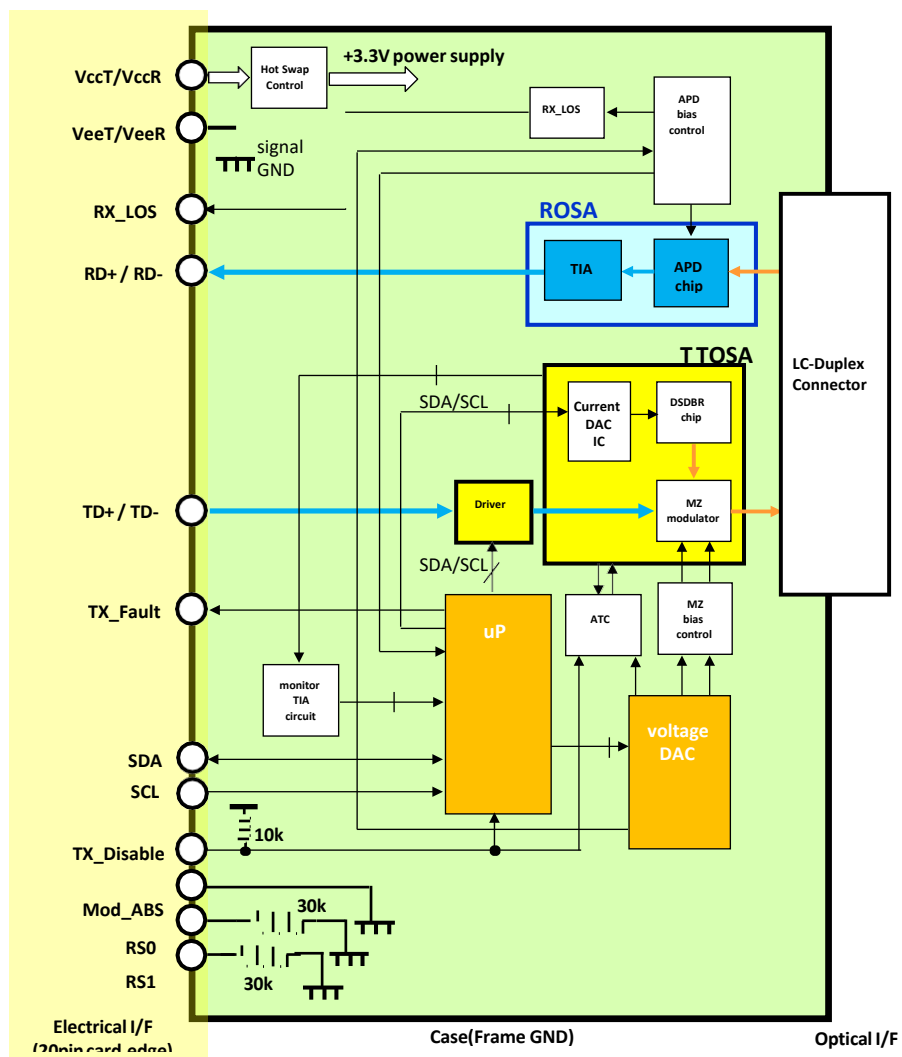 VccT/VccR
Hot Swap
Control
+3.3V power supply
VeeT/VeeR
signal
GND
RX_LOS
APD
bias
control
RX_LOS
ROSA
RD+ / RD-
TIA
APD
chip
LC-Duplex
Connector
T TOSA
SDA/SCL
Current
DAC
IC
DSDBR
chip
TD+ / TD-
Driver
MZ
modulator
SDA/SCL
TX_Fault
uP
ATC
MZ
bias
control
monitor
TIA
circuit
voltage
DAC
SDA
SCL
10k
TX_Disable
Mod_ABS
30k
RS0
30k
RS1
Electrical I/F
(20pin card-edge)
Case(Frame GND)
Optical I/F